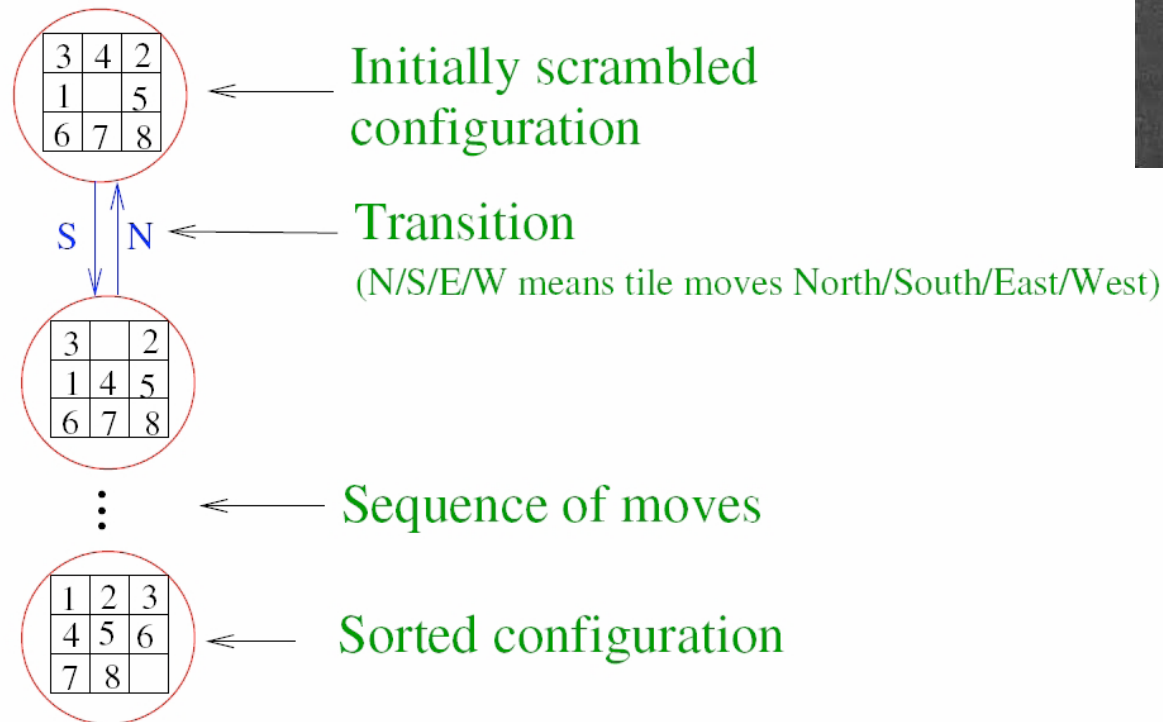 3 4 2
1 5
6 7 8
Initially scrambled
configuration
S N
Transition
(N/S/E/W means tile moves North/South/East/West)
3 2
1 4 5
6 7 8
Sequence of moves
1 2 3
4 5 6
7 8
Sorted configuration